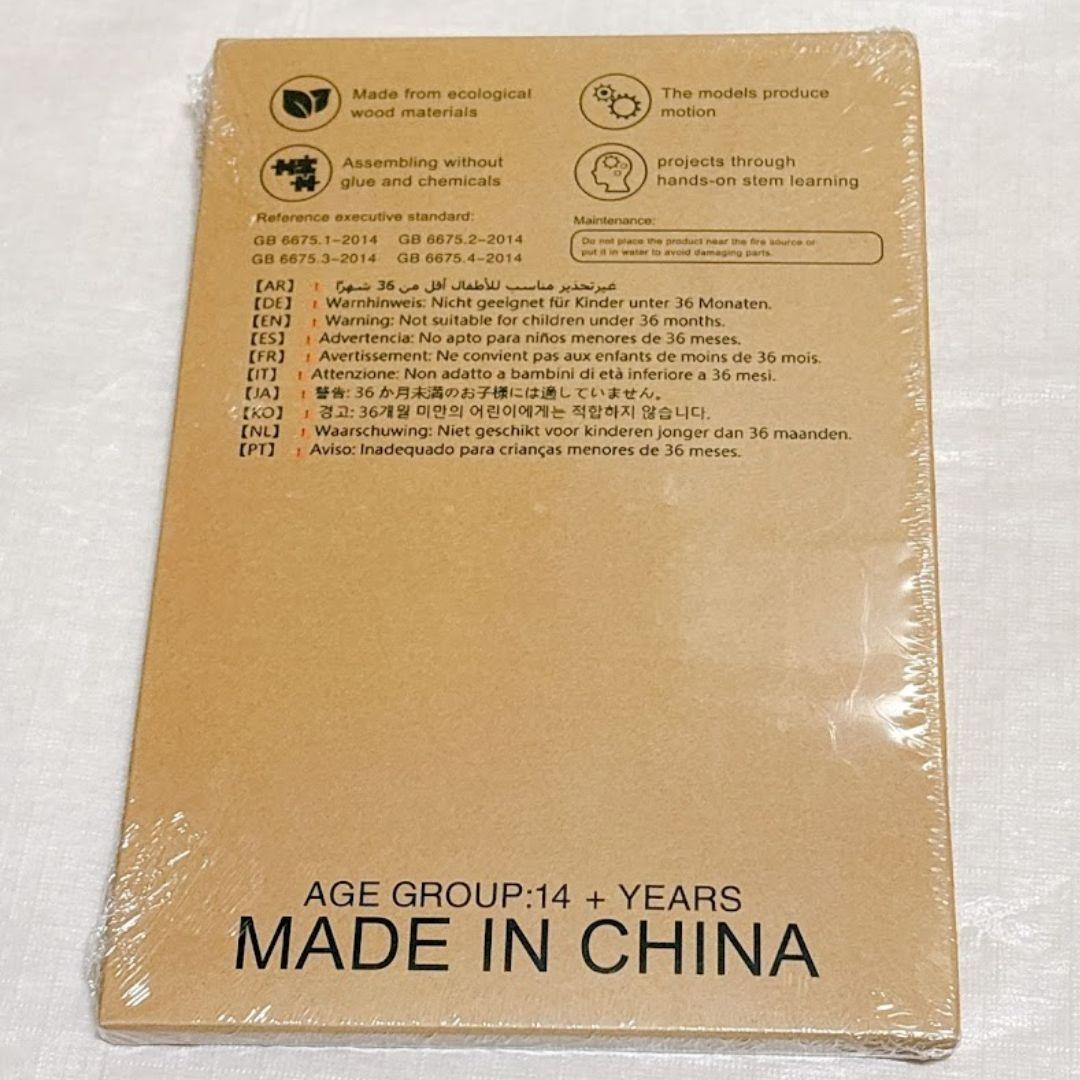 Made from ecological
wood materials
The models produce
motion
Assembling without
glue and chemicals
projects through
hands-on stem learning
Reference executive standard:
GB 6675.1-2014 GB 6675.2-2014
GB 6675.3-2014 GB 6675.4-2014
Maintenance:
Do not place the product near the fire source or
put it in water to avoid damaging parts.
【AR】 ! غيرتحذير مناسب للأطفال أقل من 36 شهرًا
【DE】 ! Warnhinweis: Nicht geeignet für Kinder unter 36 Monaten.
【EN】 ! Warning: Not suitable for children under 36 months.
【ES】 ! Advertencia: No apto para niños menores de 36 meses.
【FR】 ! Avertissement: Ne convient pas aux enfants de moins de 36 mois.
【IT】 ! Attenzione: Non adatto a bambini di età inferiore a 36 mesi.
【JA】 ! 警告: 36 か月未満のお子様には適していません。
【KO】 ! 경고: 36개월 미만의 어린이에게는 적합하지 않습니다.
【NL】 ! Waarschuwing: Niet geschikt voor kinderen jonger dan 36 maanden.
【PT】 ! Aviso: Inadequado para crianças menores de 36 meses.
AGE GROUP:14 + YEARS
MADE IN CHINA